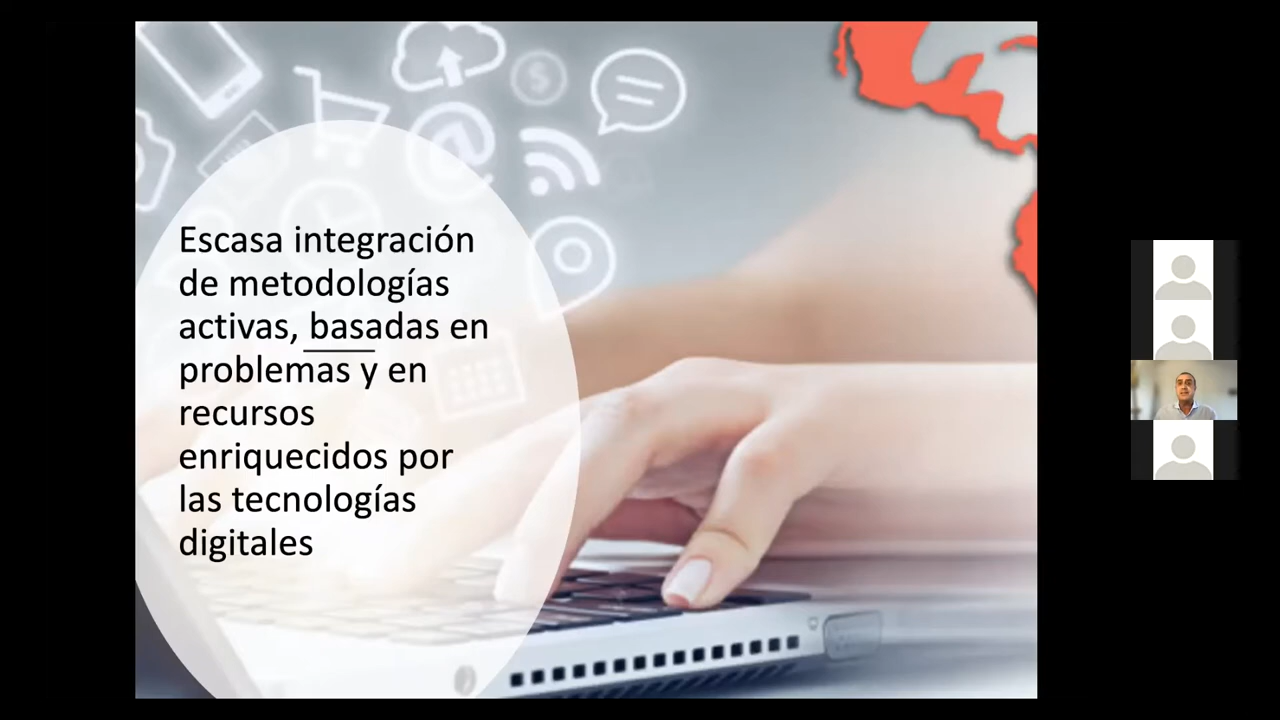 Escasa integración
de metodologías
activas, basadas en
problemas y en
recursos
enriquecidos por
las tecnologías
digitales